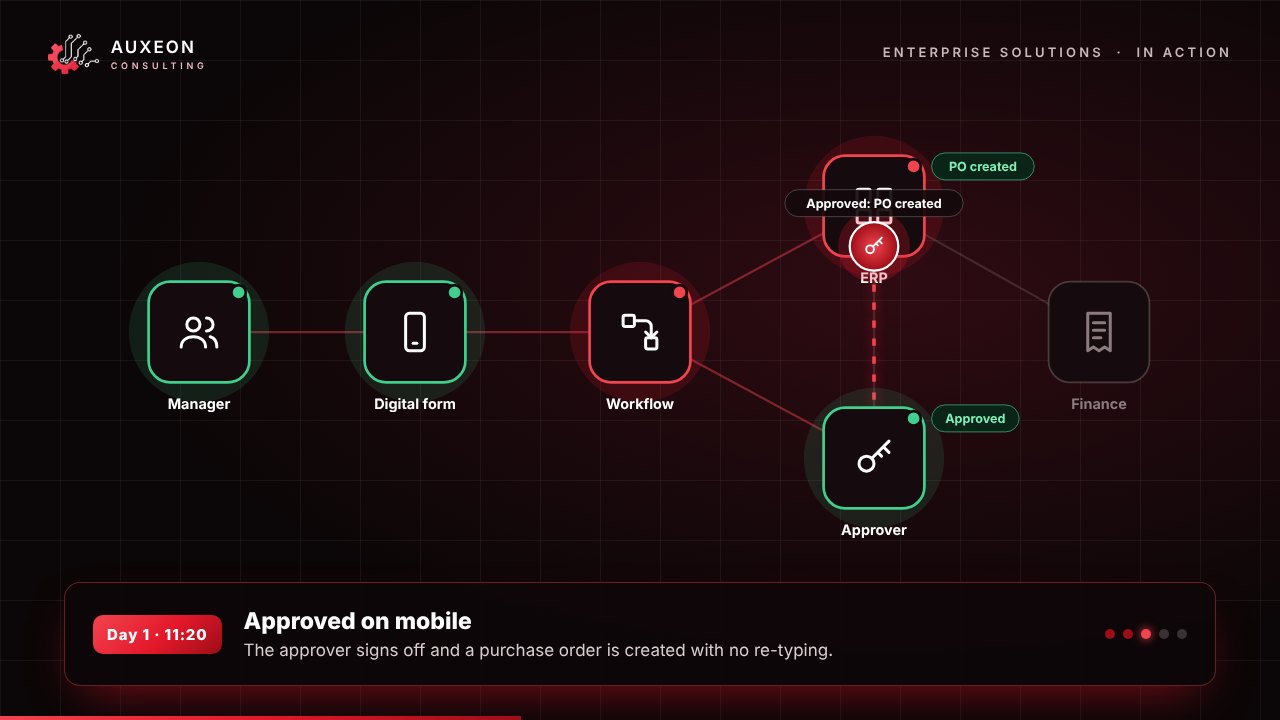 AUXEON
CONSULTING
ENTERPRISE SOLUTIONS · IN ACTION
PO created
Approved: PO created
ERP
Manager
Digital form
Workflow
Finance
Approved
Approver
Day 1 · 11:20
Approved on mobile
The approver signs off and a purchase order is created with no re-typing.